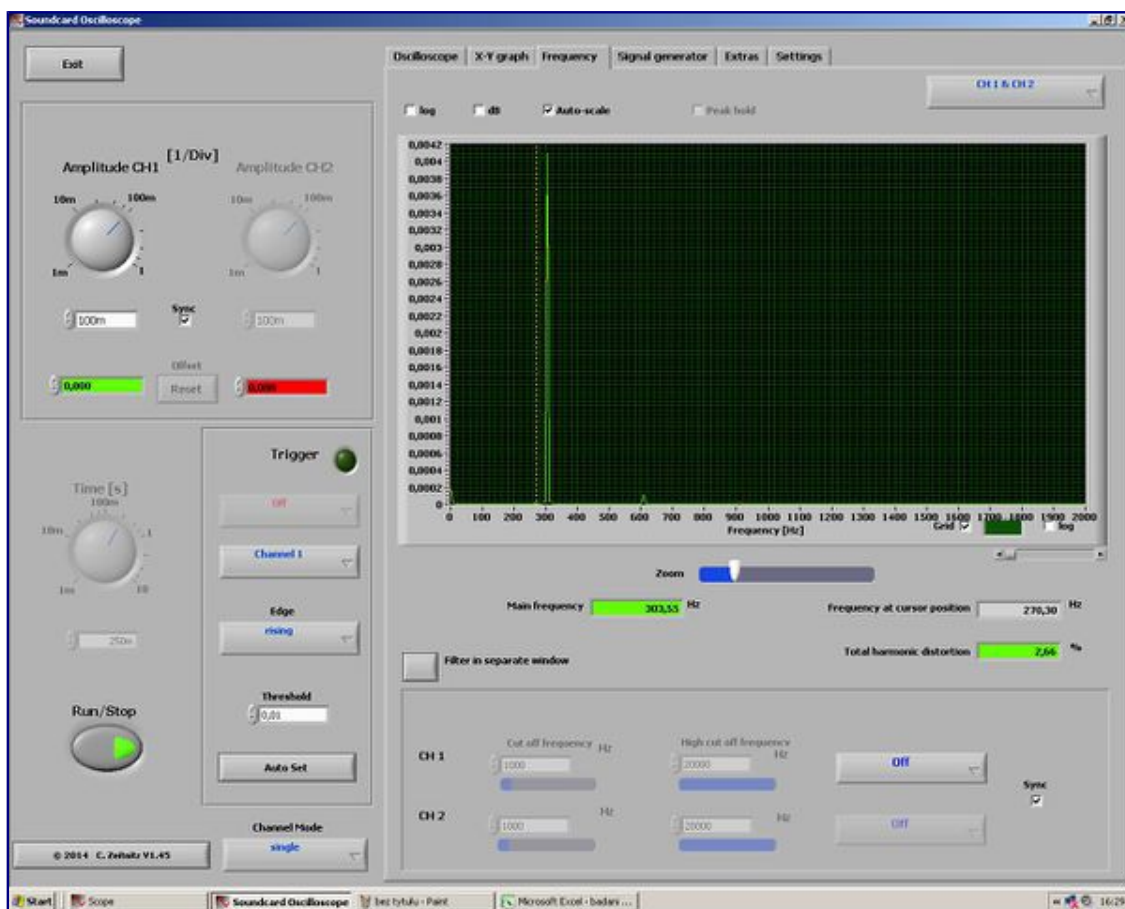 Soundcard Oscilloscope
Exit
Oscilloscope X-Y graph Frequency Signal generator Extras Settings
CH 1 & CH 2
log dB Auto-scale Peak hold
[1/Div]
Amplitude CH1 Amplitude CH2
10m 100m 10m 100m
1m 1 1m 1
Sync
100m 100m
Offset
0,000 Reset 0,000
0,0042
0,004
0,0038
0,0036
0,0034
0,0032
0,003
0,0028
0,0026
0,0024
0,0022
0,002
0,0018
0,0016
0,0014
0,0012
0,001
0,0008
0,0006
0,0004
0,0002
0
0 100 200 300 400 500 600 700 800 900 1000 1100 1200 1300 1400 1500 1600 1700 1800 1900 2000
Frequency [Hz]
Grid log
Zoom
Main frequency 303,55 Hz
Frequency at cursor position 270,30 Hz
Total harmonic distortion 2,66 %
Filter in separate window
Trigger
Off
Channel 1
Edge
rising
Threshold
0,01
Auto Set
Time [s]
100m
10m 1
1m 10
250m
Run/Stop
Channel Mode
single
Cut off frequency Hz High cut off frequency Hz
CH 1 1000 20000 Off
Sync
Hz
CH 2 1000 20000 Off
© 2014 C. Zeitnitz V1.45
Start Scope Soundcard Oscilloscope bez tytułu - Paint Microsoft Excel - badani ... 16:29